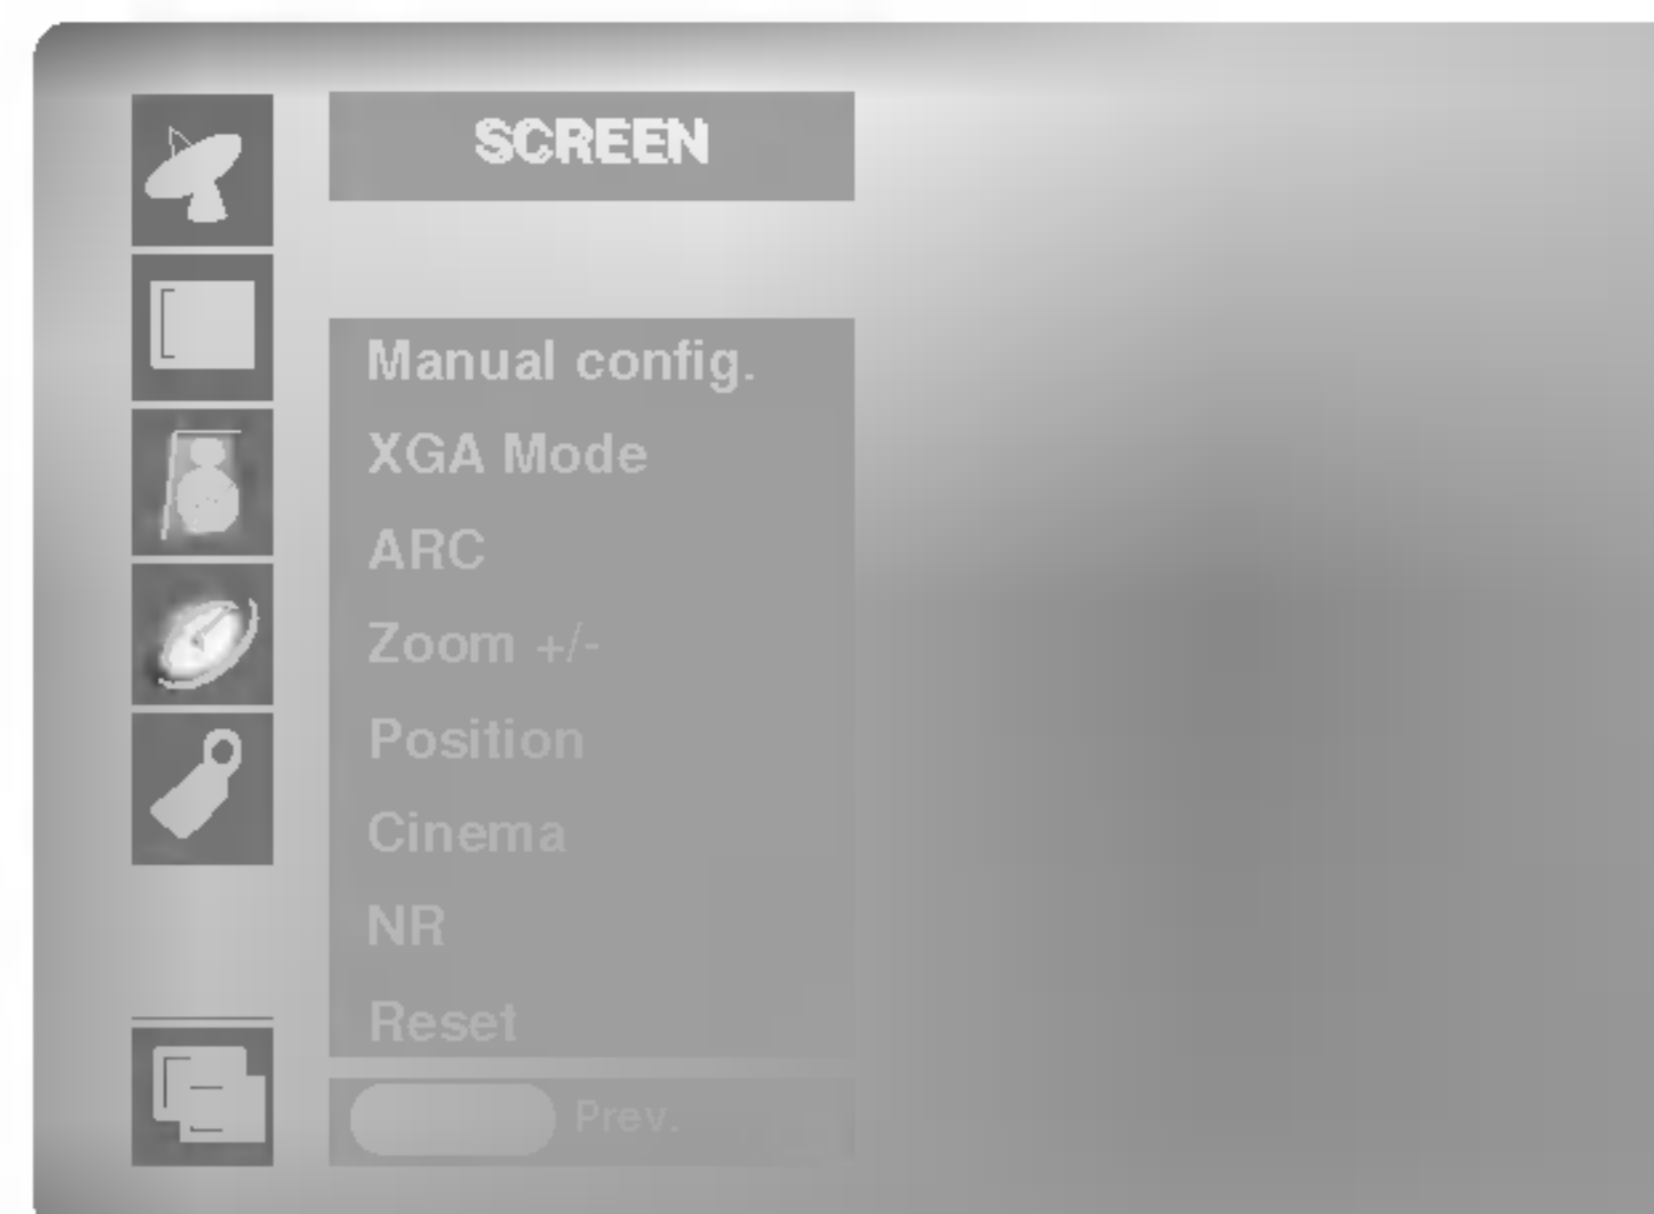 SCREEN
Manual config.
XGA Mode
ARC
Zoom +/-
Position
Cinema
NR
Reset
Prev.